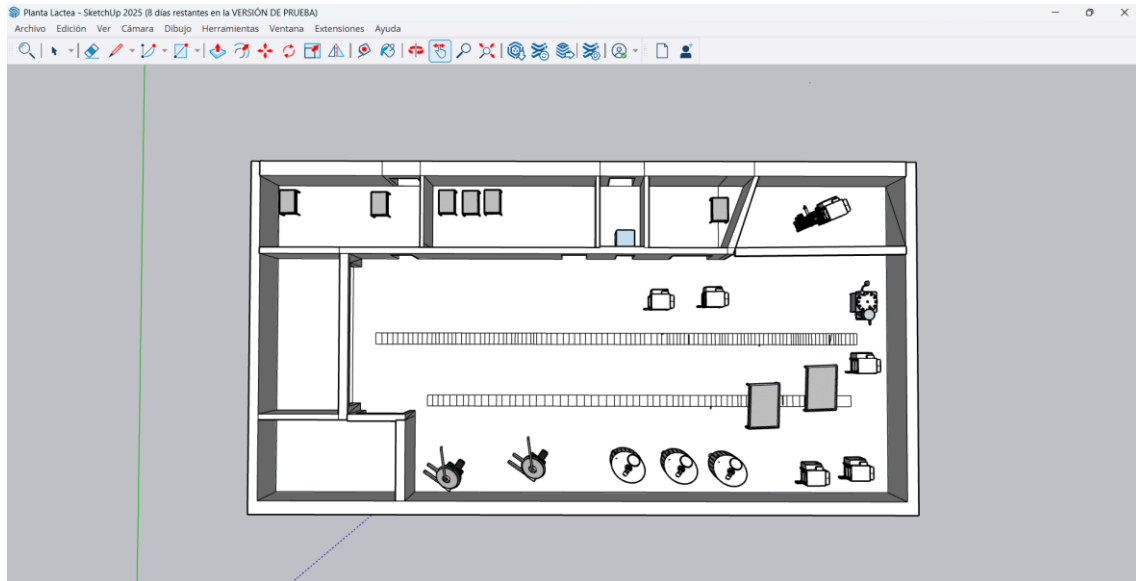 Planta Lactea - SketchUp 2025 (8 días restantes en la VERSIÓN DE PRUEBA)
Archivo Edición Ver Cámara Dibujo Herramientas Ventana Extensiones Ayuda